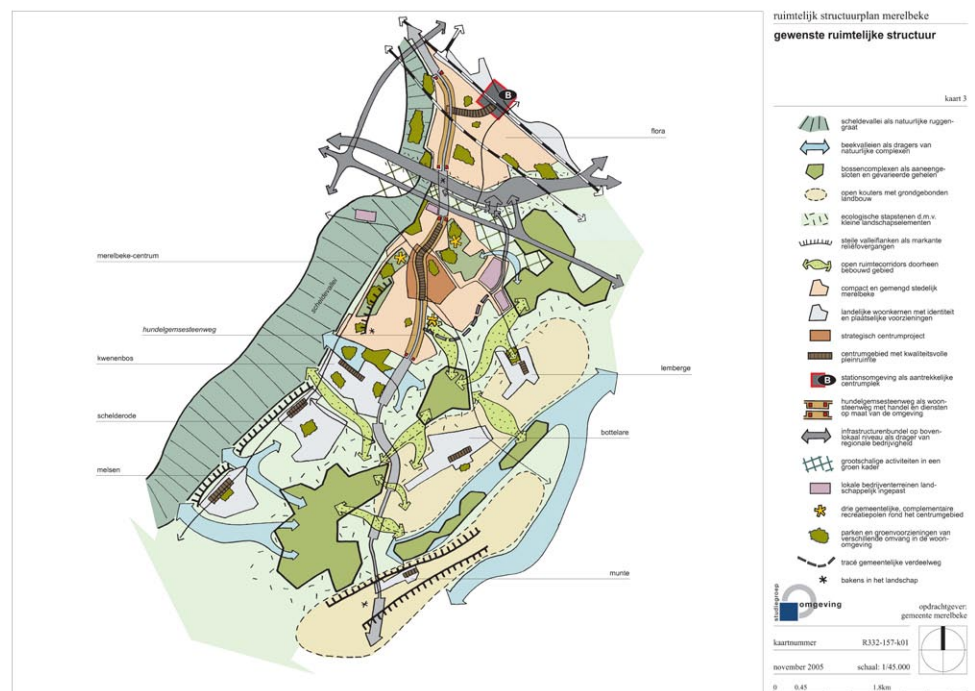 ruimtelijk structuurplan merelbeke
gewenste ruimtelijke structuur
kaart 3
scheldevallei als natuurlijke ruggen-
graat
beekvalleien als dragers van
natuurlijke complexen
bossencomplexen als aaneenge-
sloten en gevarieerde gehelen
open kouters met grondgebonden
landbouw
ecologische stapstenen d.m.v.
kleine landschapselementen
steile valleiflanken als markante
reliëfovergangen
open ruimtecorridors doorheen
bebouwd gebied
compact en gemengd stedelijk
merelbeke
landelijke woonkernen met identiteit
en plaatselijke voorzieningen
strategisch centrumproject
centrumgebied met kwaliteitsvolle
pleinruimte
B
stationsomgeving als aantrekkelijke
centrumplek
hundelgemsesteenweg als woon-
steenweg met handel en diensten
op maat van de omgeving
infrastructurenbundel op boven-
lokaal niveau als drager van
regionale bedrijvigheid
grootschalige activiteiten in een
groen kader
lokale bedrijventerreinen land-
schappelijk ingepast
drie gemeentelijke, complementaire
recreatiepolen rond het centrumgebied
parken en groenvoorzieningen van
verschillende omvang in de woon-
omgeving
tracé gemeentelijke verdeelweg
bakens in het landschap
studiegroep
omgeving
opdrachtgever:
gemeente merelbeke
kaartnummer R332-157-k01
november 2005 schaal: 1/45.000
0 0.45 1.8km
B
flora
merelbeke-centrum
scheldevallei
hundelgemsesteenweg
kwenenbos
lemberge
schelderode
bottelare
melsen
munte